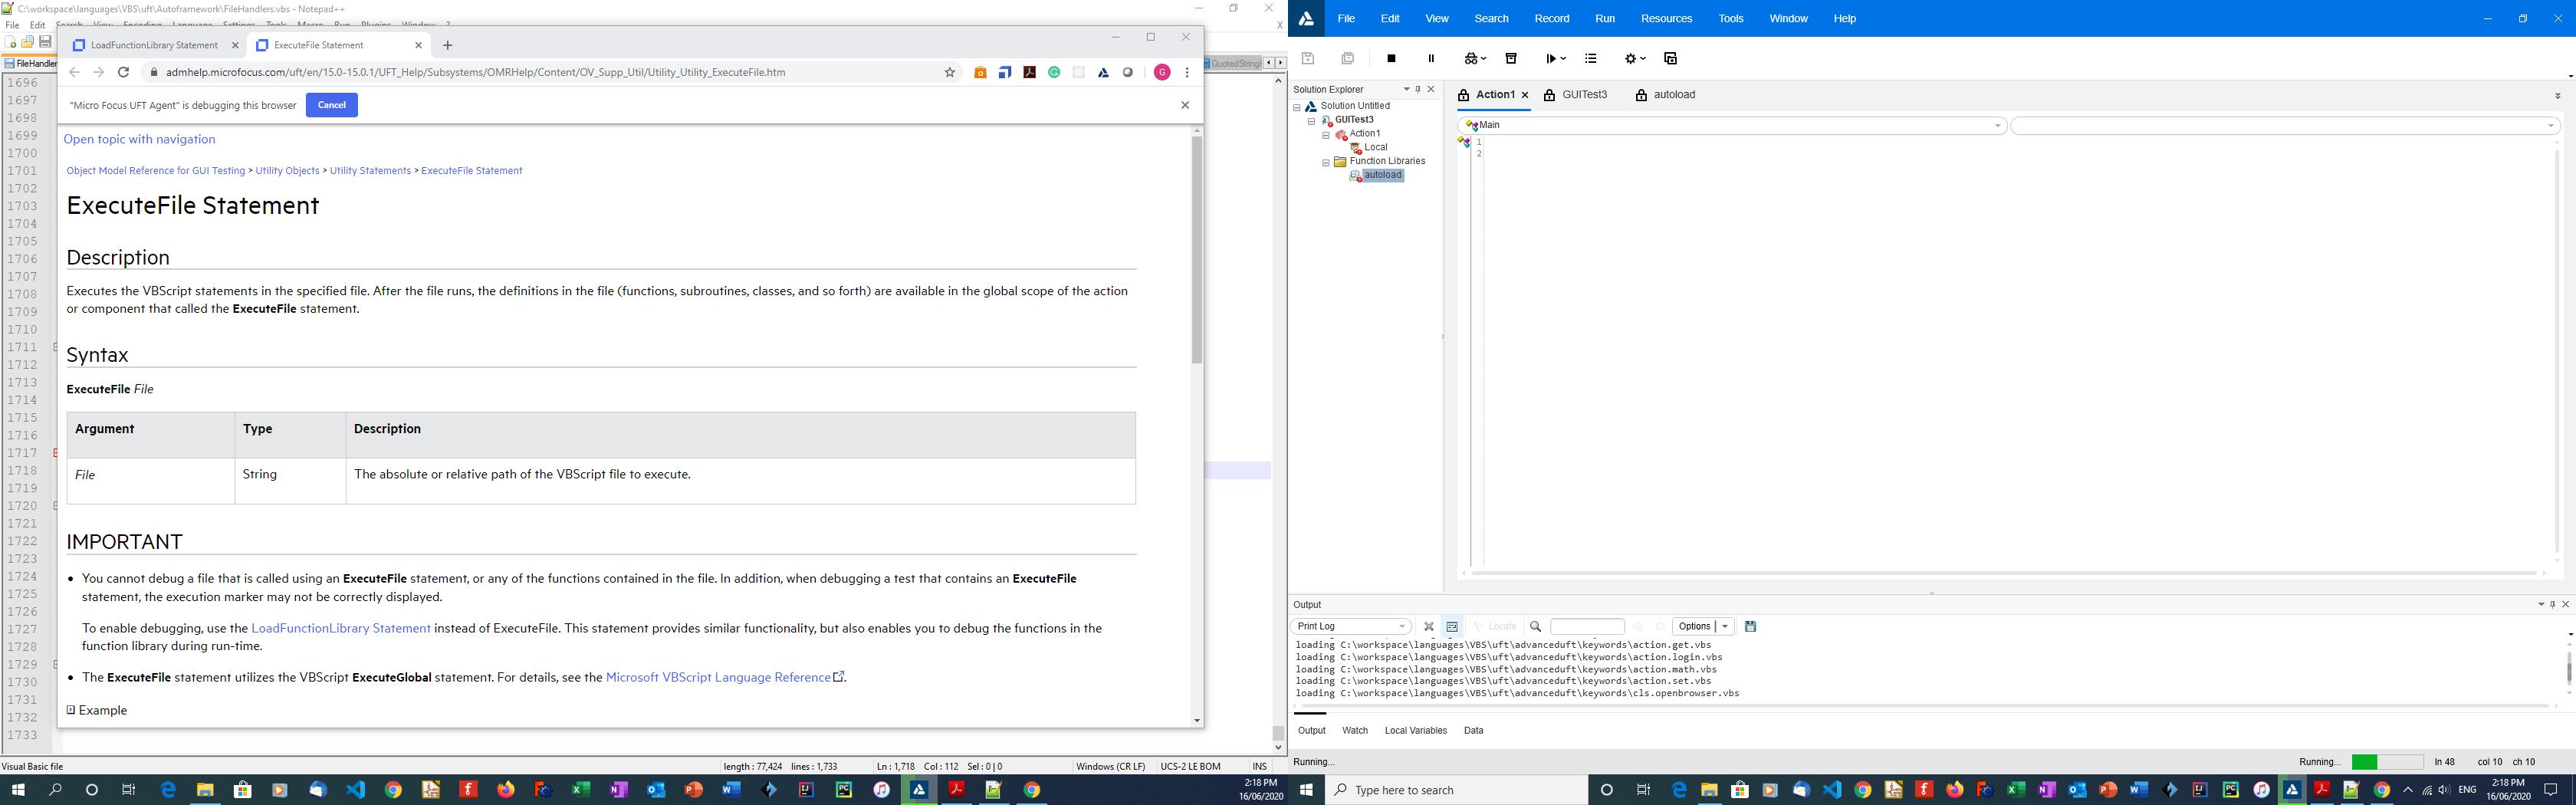 C:\workspace\languages\VBS\uft\Autoframework\FileHandlers.vbs - Notepad++
File Edit Search View Encoding Language Settings Tools Macro Run Plugins Window ?
X
FileHandler
QuotedString
LoadFunctionLibrary Statement
ExecuteFile Statement
admhelp.microfocus.com/uft/en/15.0-15.0.1/UFT_Help/Subsystems/OMRHelp/Content/OV_Supp_Util/Utility_Utility_ExecuteFile.htm
G
"Micro Focus UFT Agent" is debugging this browser Cancel
Open topic with navigation
Object Model Reference for GUI Testing > Utility Objects > Utility Statements > ExecuteFile Statement
ExecuteFile Statement
Description
Executes the VBScript statements in the specified file. After the file runs, the definitions in the file (functions, subroutines, classes, and so forth) are available in the global scope of the action
or component that called the ExecuteFile statement.
Syntax
ExecuteFile File
Argument Type Description
File String The absolute or relative path of the VBScript file to execute.
IMPORTANT
• You cannot debug a file that is called using an ExecuteFile statement, or any of the functions contained in the file. In addition, when debugging a test that contains an ExecuteFile
statement, the execution marker may not be correctly displayed.
To enable debugging, use the LoadFunctionLibrary Statement instead of ExecuteFile. This statement provides similar functionality, but also enables you to debug the functions in the
function library during run-time.
• The ExecuteFile statement utilizes the VBScript ExecuteGlobal statement. For details, see the Microsoft VBScript Language Reference.
Example
1696
1697
1698
1699
1700
1701
1702
1703
1704
1705
1706
1707
1708
1709
1710
1711
1712
1713
1714
1715
1716
1717
1718
1719
1720
1721
1722
1723
1724
1725
1726
1727
1728
1729
1730
1731
1732
1733
Visual Basic file
length : 77,424 lines : 1,733
Ln : 1,718 Col : 112 Sel : 0 | 0
Windows (CR LF)
UCS-2 LE BOM
INS
2:18 PM
16/06/2020
File Edit View Search Record Run Resources Tools Window Help
Solution Explorer
Solution Untitled
GUITest3
Action1
Local
Function Libraries
autoload
Action1
GUITest3
autoload
Main
1
2
Output
Print Log
Locate
Options
loading C:\workspace\languages\VBS\uft\advanceduft\keywords\action.get.vbs
loading C:\workspace\languages\VBS\uft\advanceduft\keywords\action.login.vbs
loading C:\workspace\languages\VBS\uft\advanceduft\keywords\action.math.vbs
loading C:\workspace\languages\VBS\uft\advanceduft\keywords\action.set.vbs
loading C:\workspace\languages\VBS\uft\advanceduft\keywords\cls.openbrowser.vbs
Output Watch Local Variables Data
Running...
Running...
ln 48 col 10 ch 10
Type here to search
ENG
2:18 PM
16/06/2020